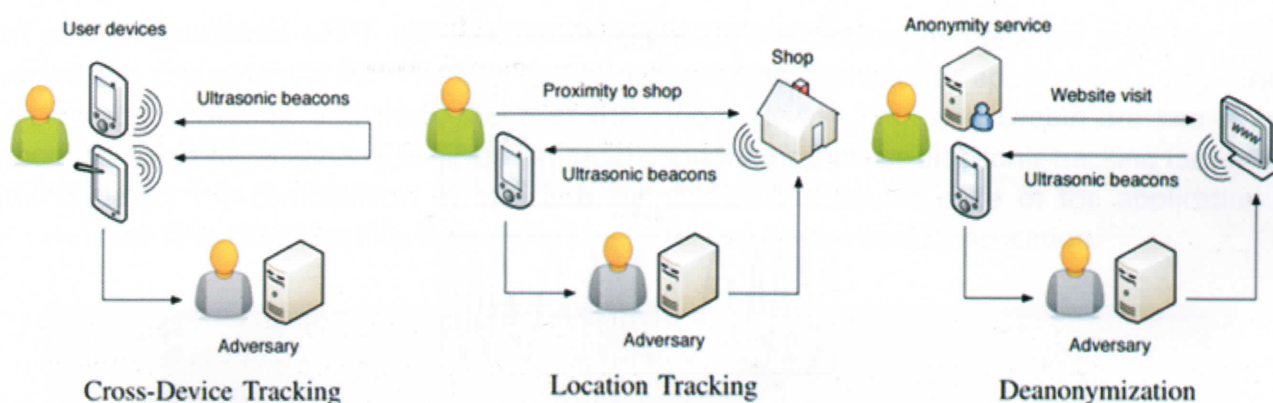 User devices
Ultrasonic beacons
Adversary
Cross-Device Tracking
Shop
Proximity to shop
Ultrasonic beacons
Adversary
Location Tracking
Anonymity service
Website visit
www
Ultrasonic beacons
Adversary
Deanonymization